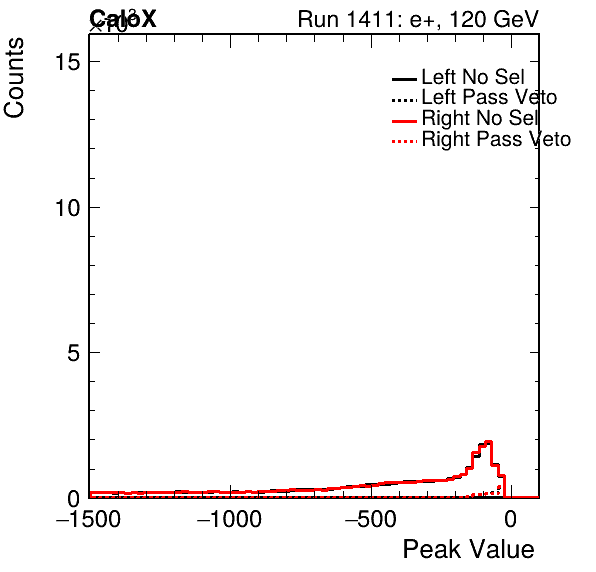 CaloX Run 1411: e+, 120 GeV
×10³
Counts
15
10
5
0
Left No Sel
Left Pass Veto
Right No Sel
Right Pass Veto
−1500 −1000 −500 0
Peak Value